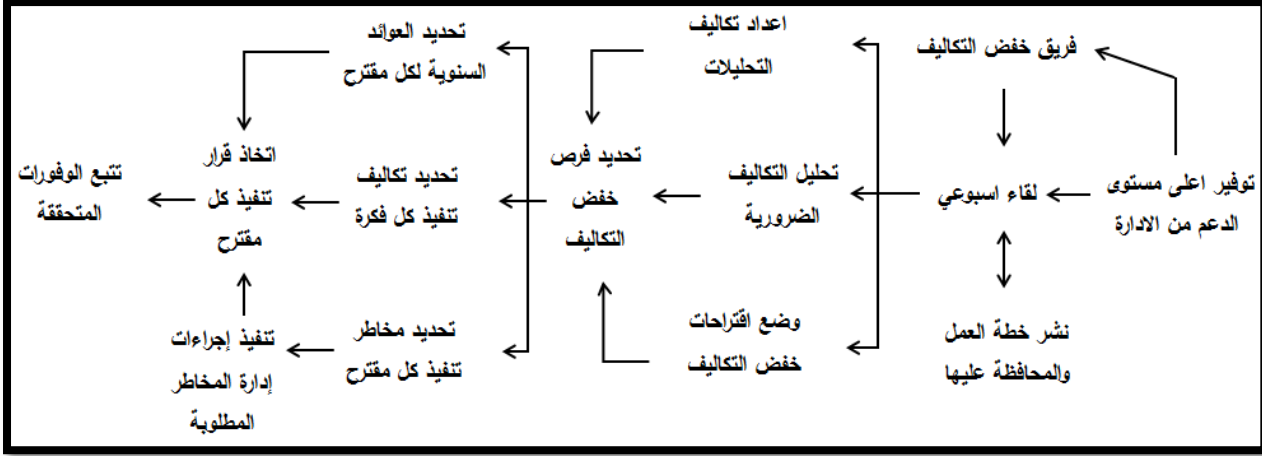 توفير اعلى مستوى
الدعم من الادارة
فريق خفض التكاليف
لقاء اسبوعي
نشر خطة العمل
والمحافظة عليها
اعداد تكاليف
التحليلات
تحليل التكاليف
الضرورية
وضع اقتراحات
خفض التكاليف
تحديد فرص
خفض
التكاليف
تحديد العوائد
السنوية لكل مقترح
تحديد تكاليف
تنفيذ كل فكرة
تحديد مخاطر
تنفيذ كل مقترح
اتخاذ قرار
تنفيذ كل
مقترح
تنفيذ إجراءات
إدارة المخاطر
المطلوبة
تتبع الوفورات
المتحققة